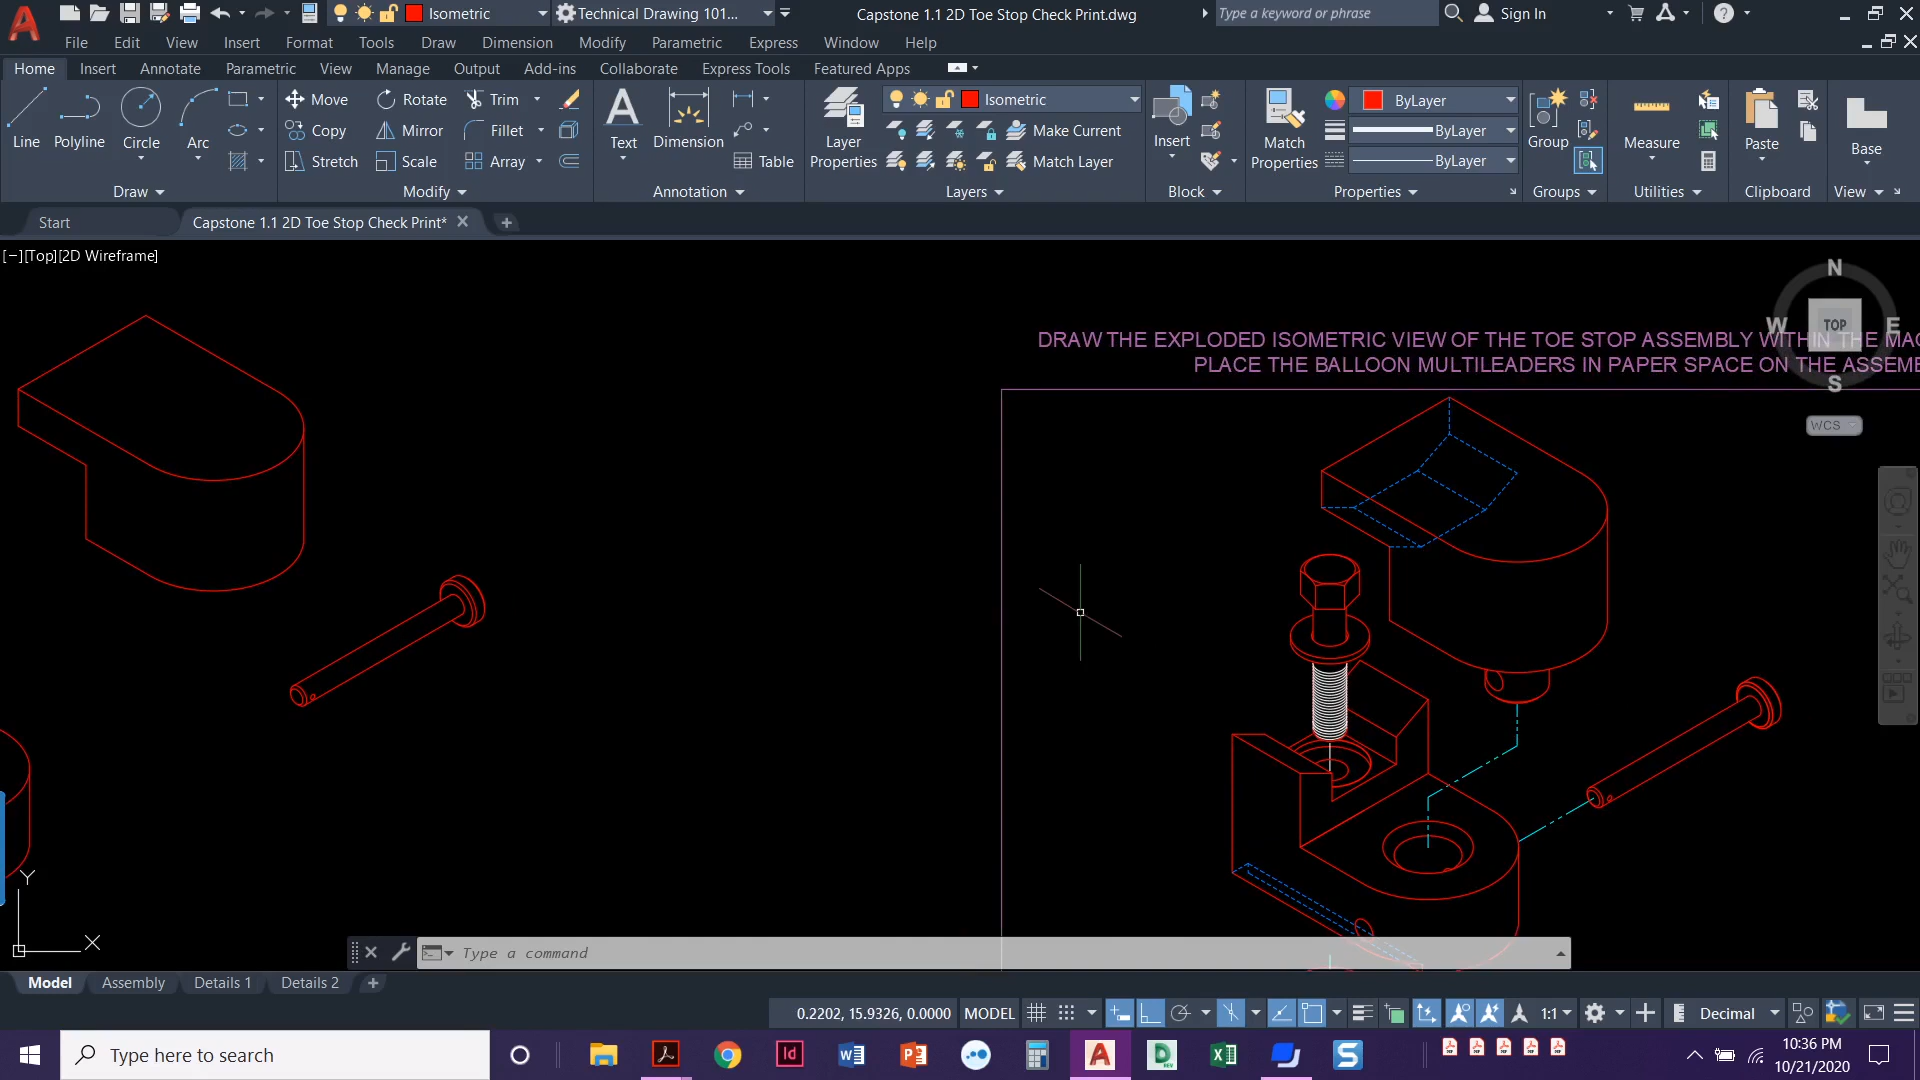 Isometric
Technical Drawing 101...
Capstone 1.1 2D Toe Stop Check Print.dwg
Type a keyword or phrase
Sign In
File Edit View Insert Format Tools Draw Dimension Modify Parametric Express Window Help
Home Insert Annotate Parametric View Manage Output Add-ins Collaborate Express Tools Featured Apps
Line
Polyline
Circle
Arc
Draw
Move
Rotate
Trim
Copy
Mirror
Fillet
Stretch
Scale
Array
Modify
Text
Dimension
Table
Annotation
Layer
Properties
Isometric
Make Current
Match Layer
Layers
Insert
Block
Match
Properties
ByLayer
ByLayer
ByLayer
Properties
Group
Groups
Measure
Utilities
Paste
Clipboard
Base
View
Start
Capstone 1.1 2D Toe Stop Check Print*
[−][Top][2D Wireframe]
N
W
TOP
E
S
WCS
DRAW THE EXPLODED ISOMETRIC VIEW OF THE TOE STOP ASSEMBLY WITHIN THE MAG
PLACE THE BALLOON MULTILEADERS IN PAPER SPACE ON THE ASSEME
Y
X
Type a command
Model Assembly Details 1 Details 2
0.2202, 15.9326, 0.0000 MODEL 1:1 Decimal
Type here to search
10:36 PM
10/21/2020